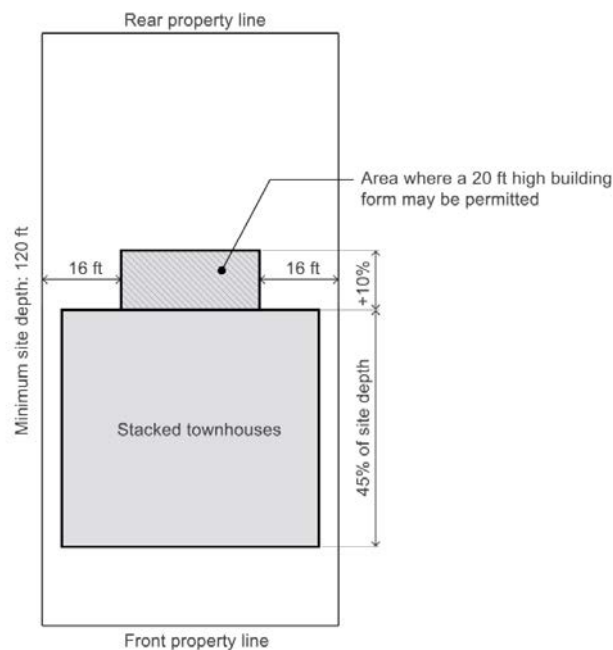 Rear property line
Area where a 20 ft high building
form may be permitted
16 ft
16 ft
+10%
Minimum site depth: 120 ft
Stacked townhouses
45% of site depth
Front property line